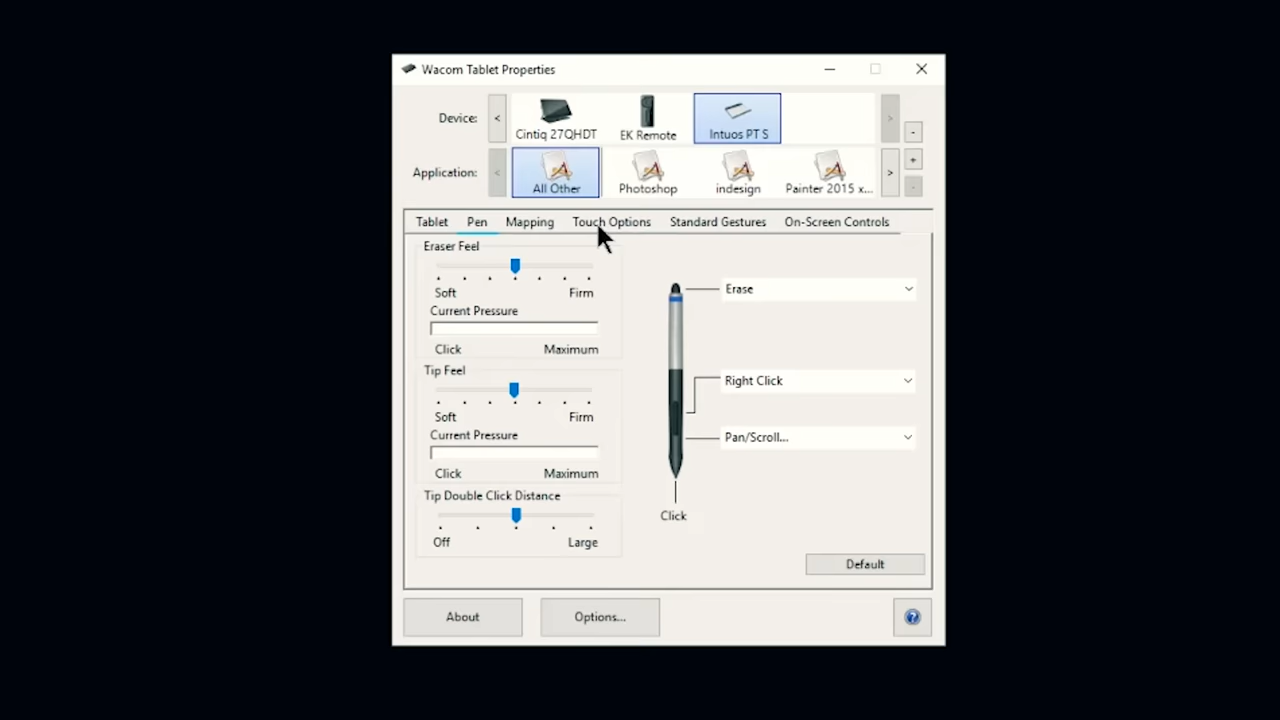 Wacom Tablet Properties
Device:
<
Cintiq 27QHDT
EK Remote
Intuos PT S
>
-
Application:
<
All Other
Photoshop
indesign
Painter 2015 x...
>
+
-
Tablet Pen Mapping Touch Options Standard Gestures On-Screen Controls
Eraser Feel
Soft Firm
Current Pressure
Click Maximum
Tip Feel
Soft Firm
Current Pressure
Click Maximum
Tip Double Click Distance
Off Large
Erase
Right Click
Pan/Scroll...
Click
Default
About
Options...
?